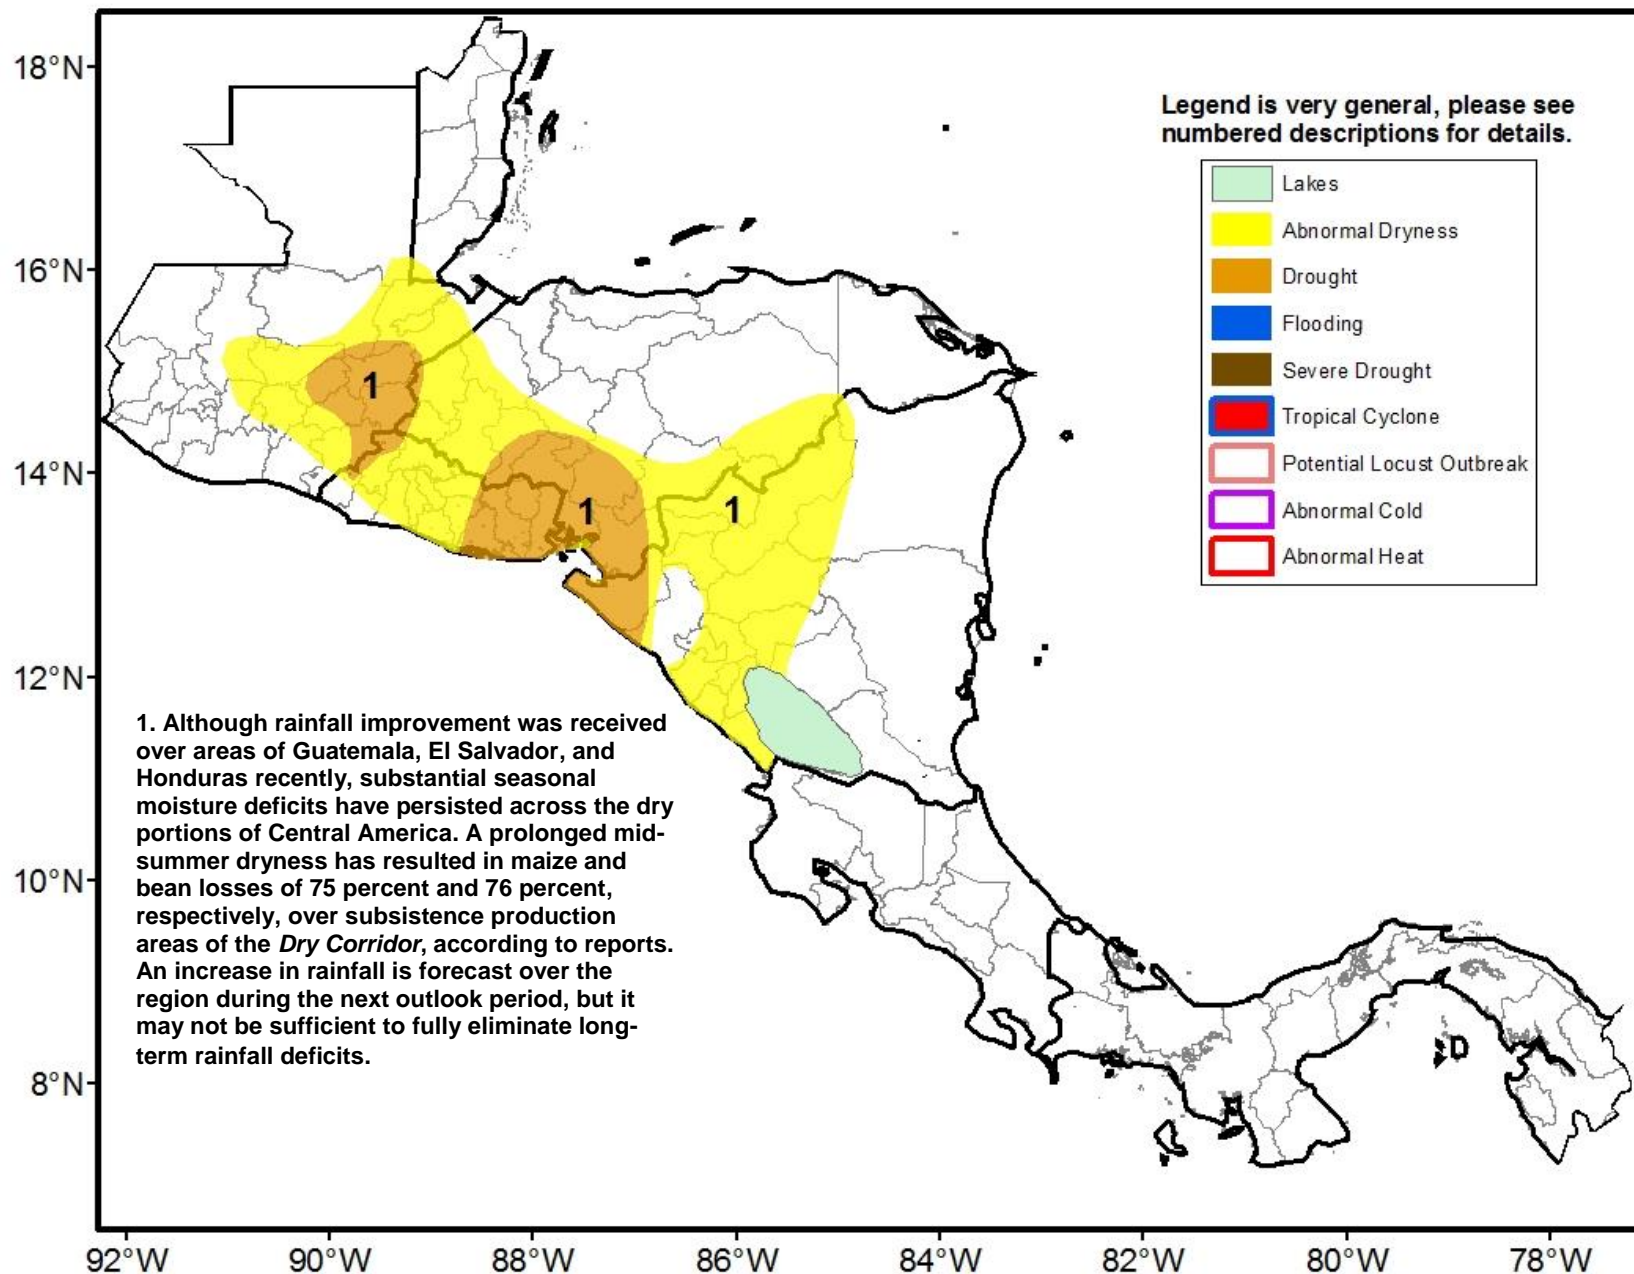 18°N
16°N
14°N
12°N
10°N
8°N
Legend is very general, please see
numbered descriptions for details.
Lakes
Abnormal Dryness
Drought
Flooding
Severe Drought
Tropical Cyclone
Potential Locust Outbreak
Abnormal Cold
Abnormal Heat
1
1
1
1. Although rainfall improvement was received
over areas of Guatemala, El Salvador, and
Honduras recently, substantial seasonal
moisture deficits have persisted across the dry
portions of Central America. A prolonged mid-
summer dryness has resulted in maize and
bean losses of 75 percent and 76 percent,
respectively, over subsistence production
areas of the Dry Corridor, according to reports.
An increase in rainfall is forecast over the
region during the next outlook period, but it
may not be sufficient to fully eliminate long-
term rainfall deficits.
92°W
90°W
88°W
86°W
84°W
82°W
80°W
78°W